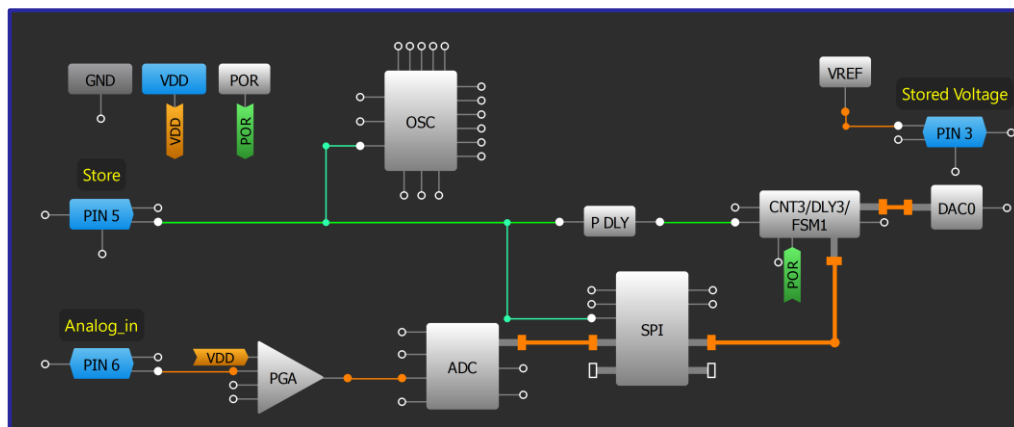 GND
VDD
POR
VDD
POR
OSC
VREF
Stored Voltage
PIN 3
Store
PIN 5
P DLY
CNT3/DLY3/
FSM1
DAC0
POR
Analog_in
PIN 6
VDD
PGA
ADC
SPI